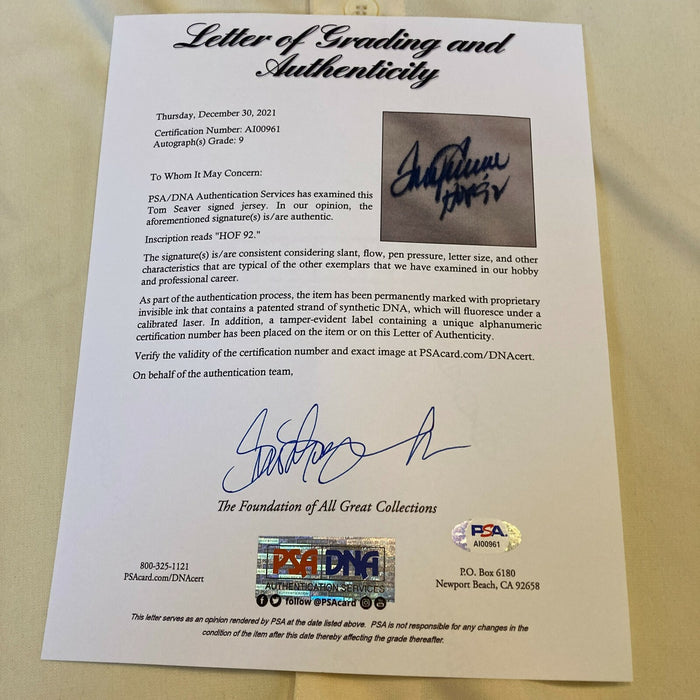 Letter of Grading and
Authenticity
Thursday, December 30, 2021
Certification Number: AI00961
Autograph(s) Grade: 9
To Whom It May Concern:
PSA/DNA Authentication Services has examined this
Tom Seaver signed jersey. In our opinion, the
aforementioned signature(s) is/are authentic.
Inscription reads "HOF 92."
Tom Seaver
HOF 92
The signature(s) is/are consistent considering slant, flow, pen pressure, letter size, and other
characteristics that are typical of the other exemplars that we have examined in our hobby
and professional career.
As part of the authentication process, the item has been permanently marked with proprietary
invisible ink that contains a patented strand of synthetic DNA, which will fluoresce under a
calibrated laser. In addition, a tamper-evident label containing a unique alphanumeric
certification number has been placed on the item or on this Letter of Authenticity.
Verify the validity of the certification number and exact image at PSAcard.com/DNAcert.
On behalf of the authentication team,
The Foundation of All Great Collections
PSA
AI00961
PSA DNA
AUTHENTICATION SERVICES
follow @PSAcard
800-325-1121
PSAcard.com/DNAcert
P.O. Box 6180
Newport Beach, CA 92658
This letter serves as an opinion rendered by PSA at the date listed above. PSA is not responsible for any changes in the
condition of the item after this date thereby affecting the grade thereafter.